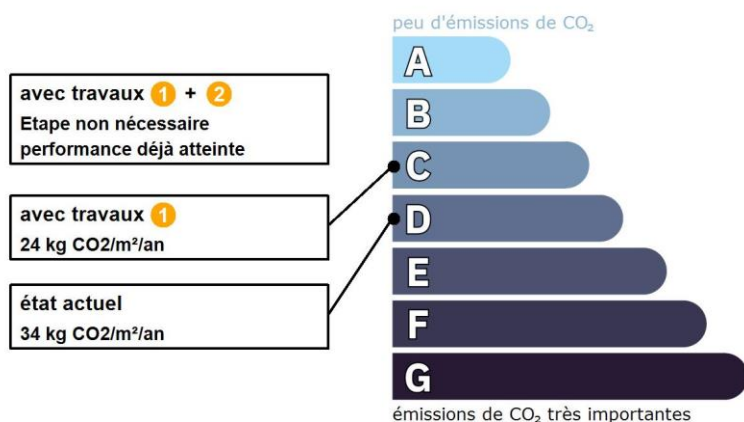 peu d'émissions de CO₂
A
B
C
D
E
F
G
émissions de CO₂ très importantes
avec travaux 1 + 2
Etape non nécessaire
performance déjà atteinte
avec travaux 1
24 kg CO2/m²/an
état actuel
34 kg CO2/m²/an